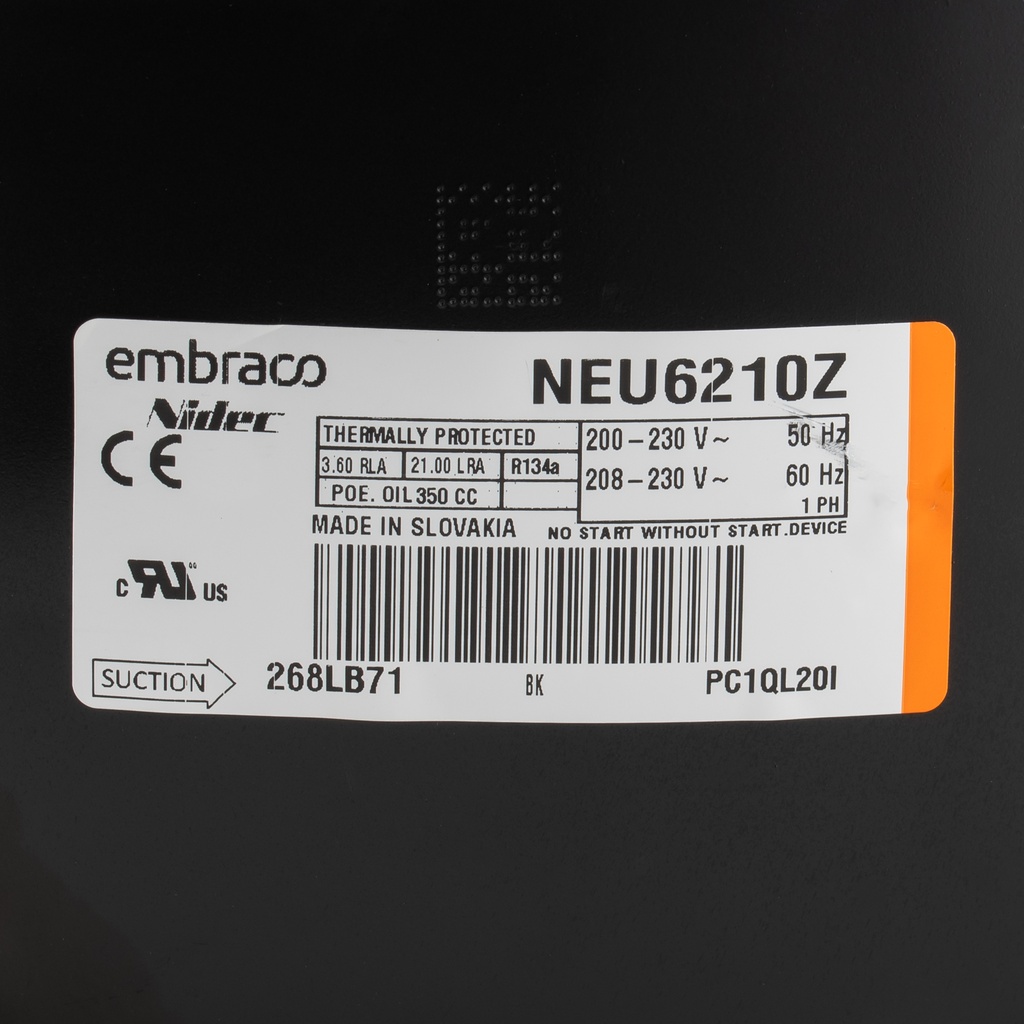 embraco
Nidec
NEU6210Z
THERMALLY PROTECTED
3.60 RLA 21.00 LRA R134a
POE. OIL 350 CC
200-230 V~ 50 Hz
208-230 V~ 60 Hz
1 PH
MADE IN SLOVAKIA
NO START WITHOUT START.DEVICE
CE
C RU US
SUCTION
268LB71 BK PC1QL20I